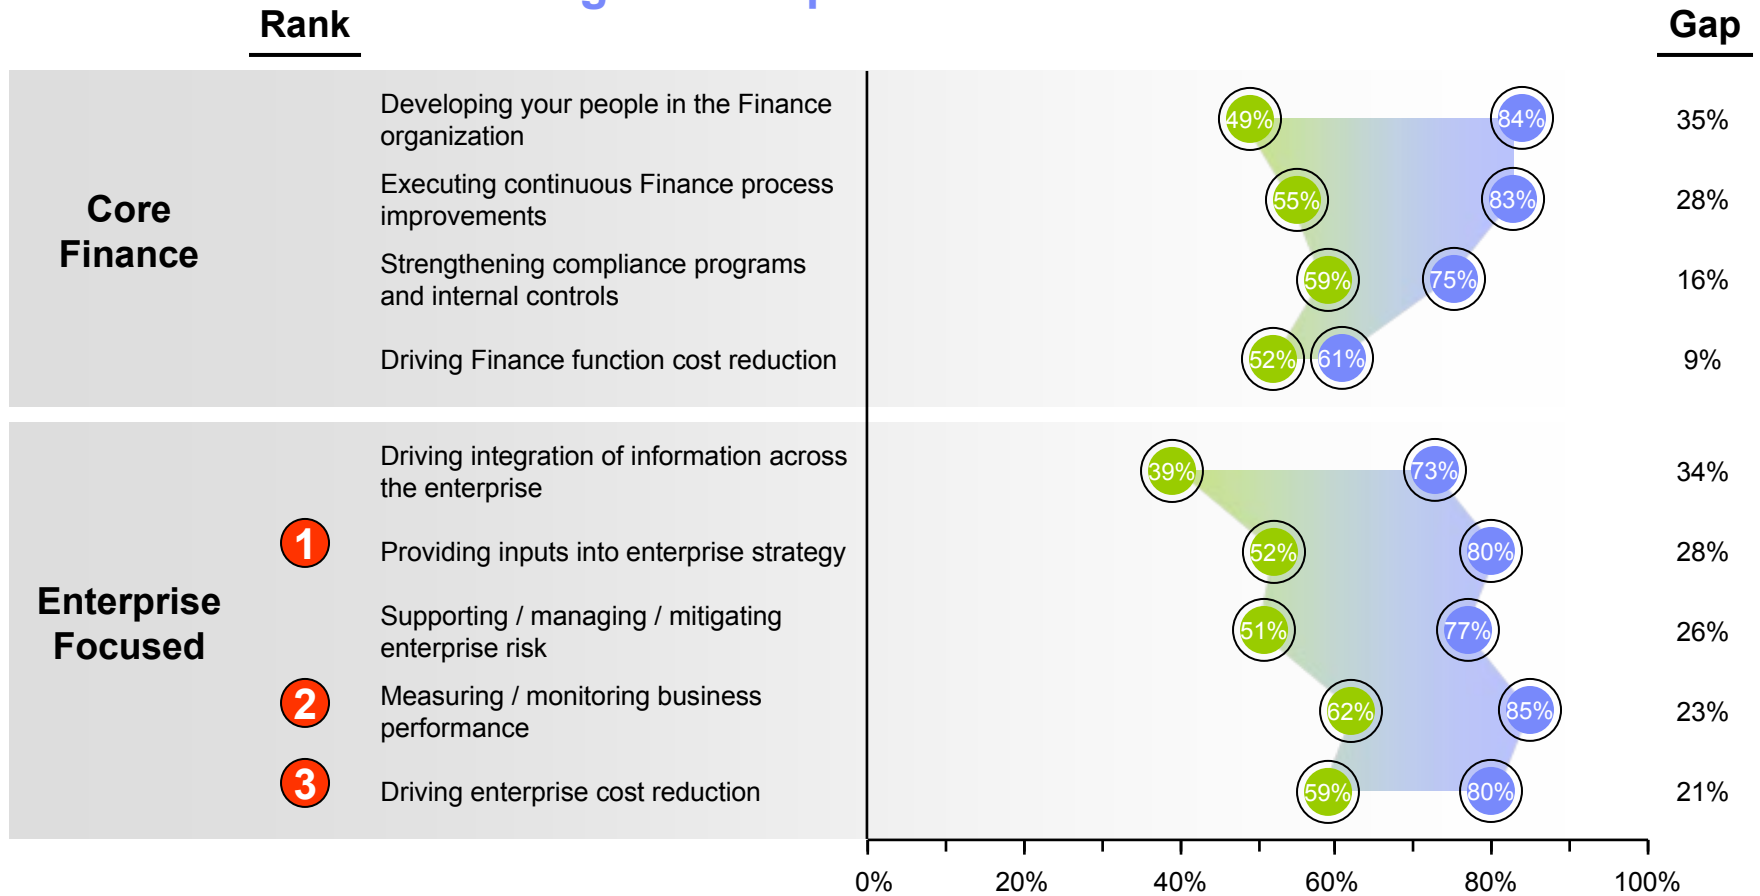 Rank
Gap
Core
Finance
Developing your people in the Finance
organization
49%
84%
35%
Executing continuous Finance process
improvements
55%
83%
28%
Strengthening compliance programs
and internal controls
59%
75%
16%
Driving Finance function cost reduction
52%
61%
9%
Enterprise
Focused
Driving integration of information across
the enterprise
39%
73%
34%
1
Providing inputs into enterprise strategy
52%
80%
28%
Supporting / managing / mitigating
enterprise risk
51%
77%
26%
2
Measuring / monitoring business
performance
62%
85%
23%
3
Driving enterprise cost reduction
59%
80%
21%
0% 20% 40% 60% 80% 100%